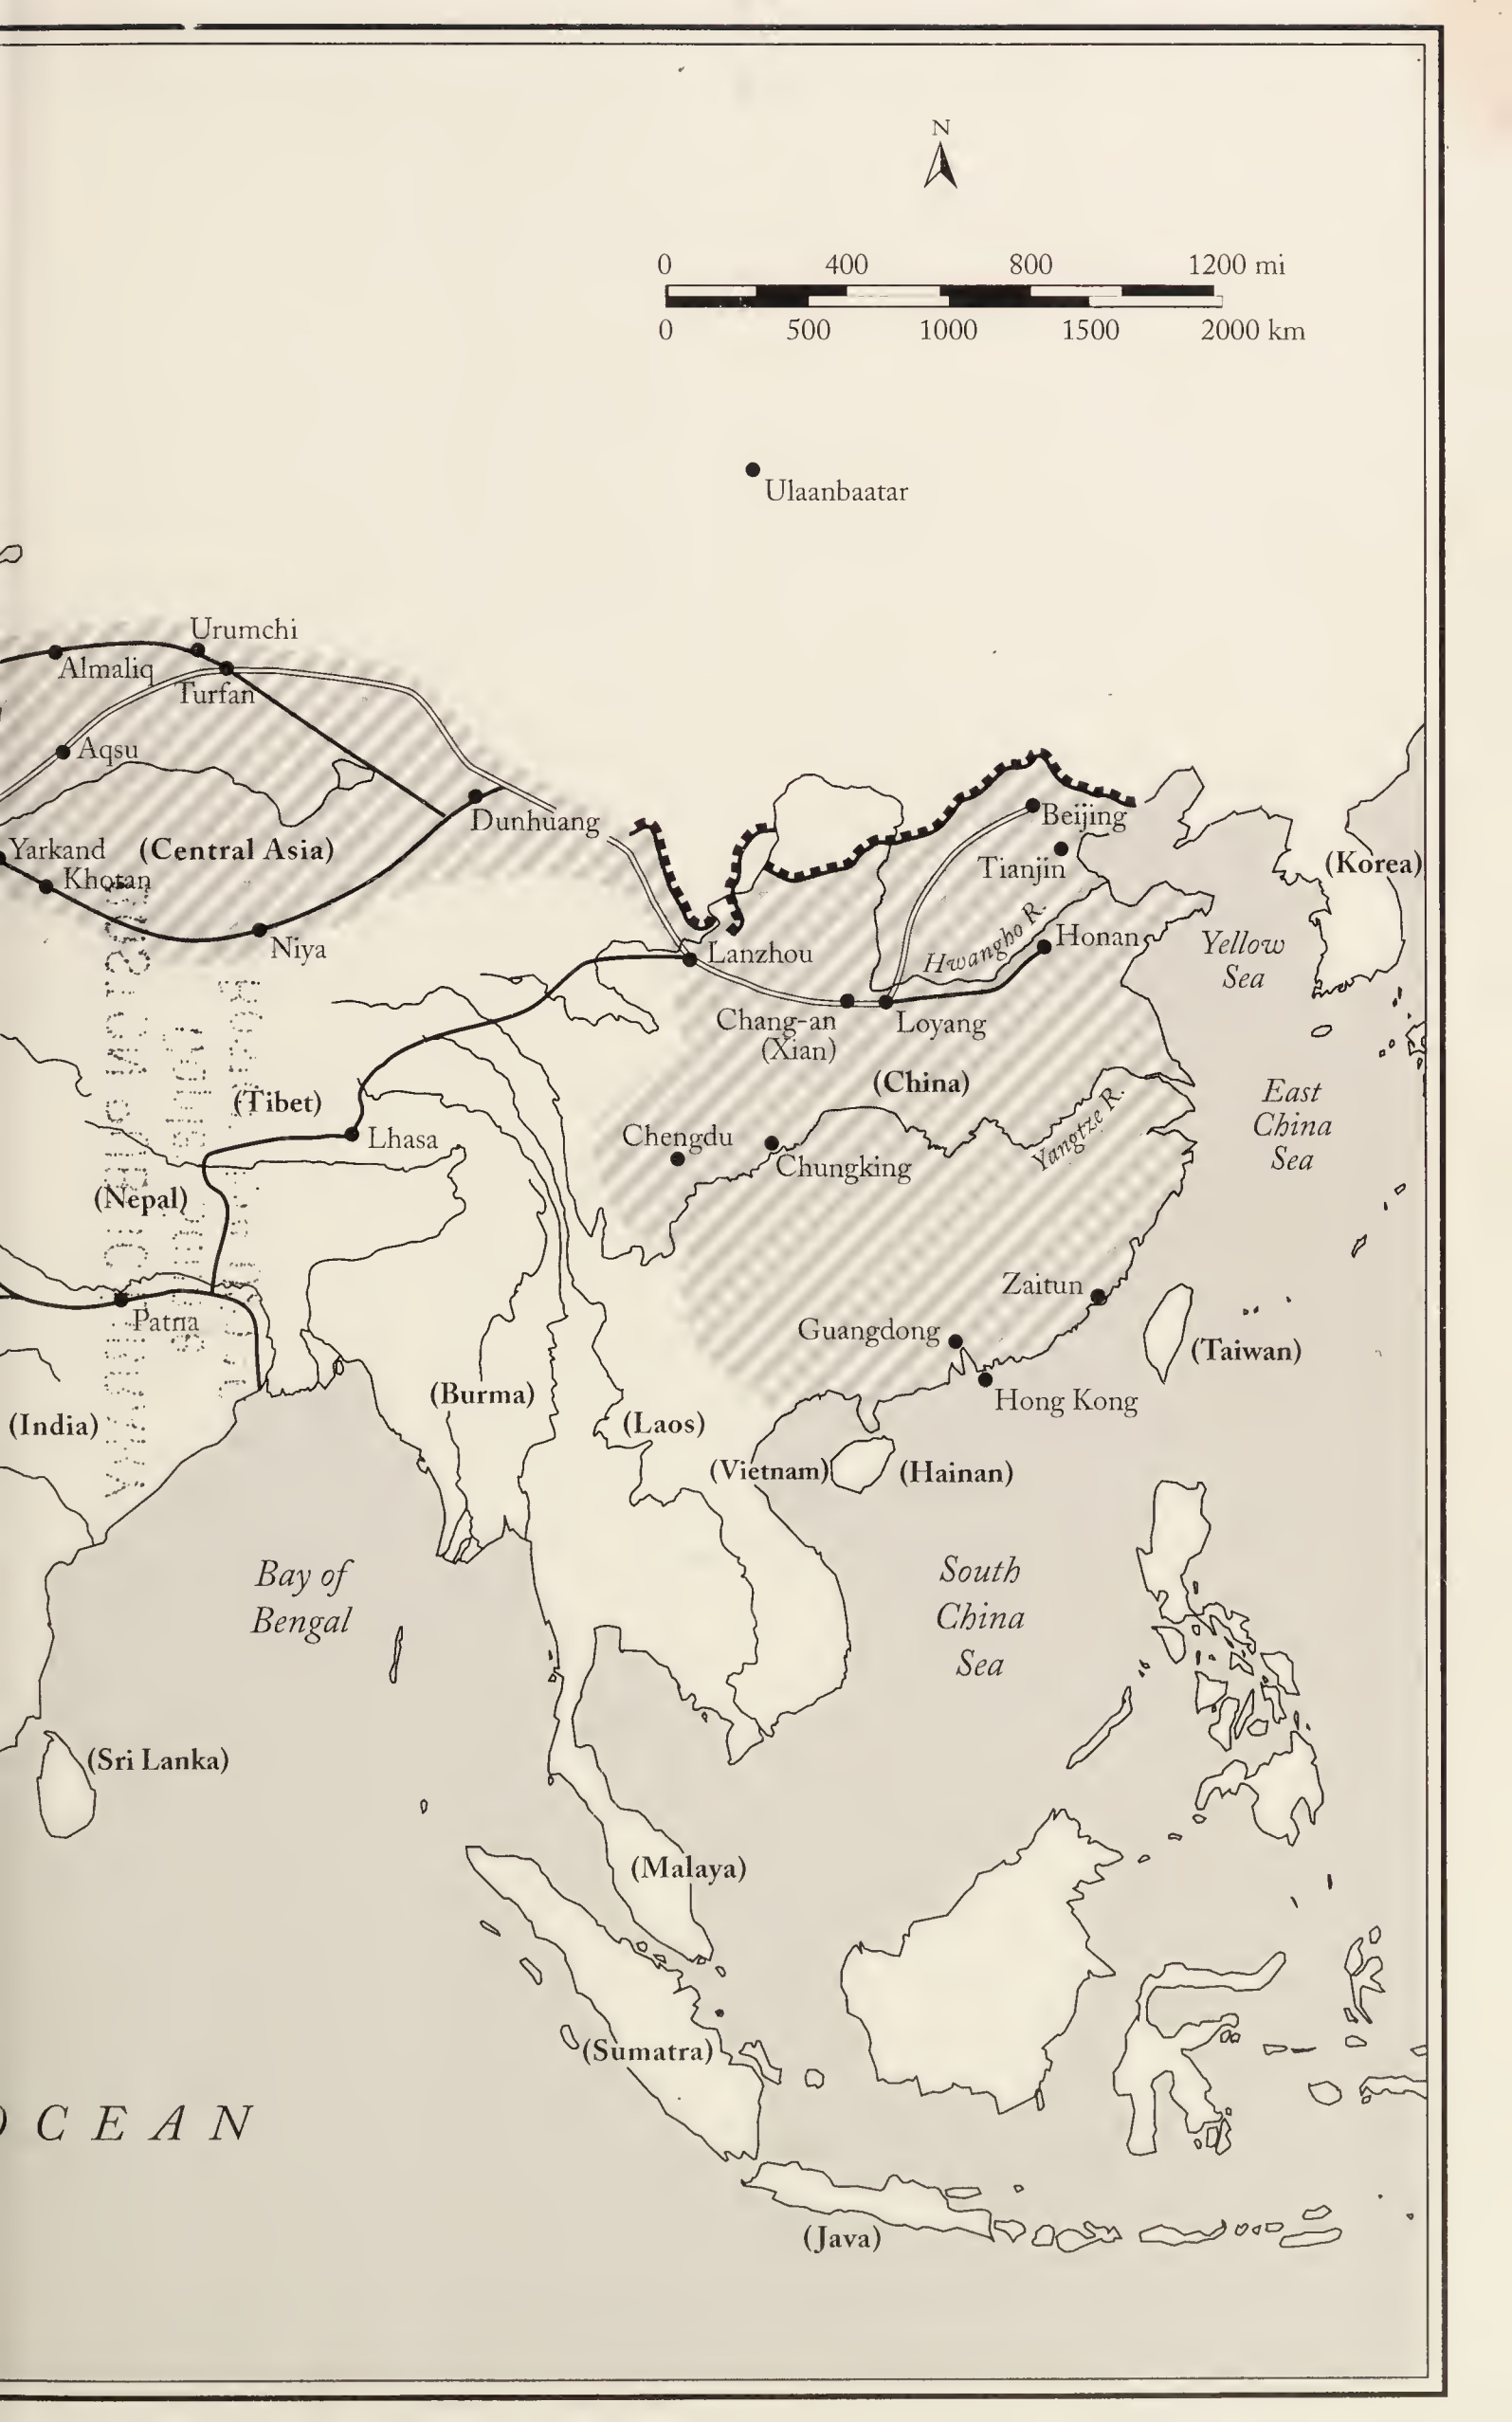 N
0 400 800 1200 mi
0 500 1000 1500 2000 km
Ulaanbaatar
Urumchi
Almaliq
Turfan
Aqsu
Dunhuang
Beijing
Yarkand
(Central Asia)
Tianjin
(Korea)
Khotan
Hwangho R.
Honan
Niya
Lanzhou
Yellow
Sea
Chang-an
(Xian)
Loyang
(China)
(Tibet)
East
China
Sea
Lhasa
Chengdu
Yangtze R.
Chungking
(Nepal)
Zaitun
Patna
Guangdong
(Taiwan)
(Burma)
Hong Kong
(India)
(Laos)
(Vietnam)
(Hainan)
Bay of
Bengal
South
China
Sea
(Sri Lanka)
(Malaya)
(Sumatra)
OCEAN
(Java)